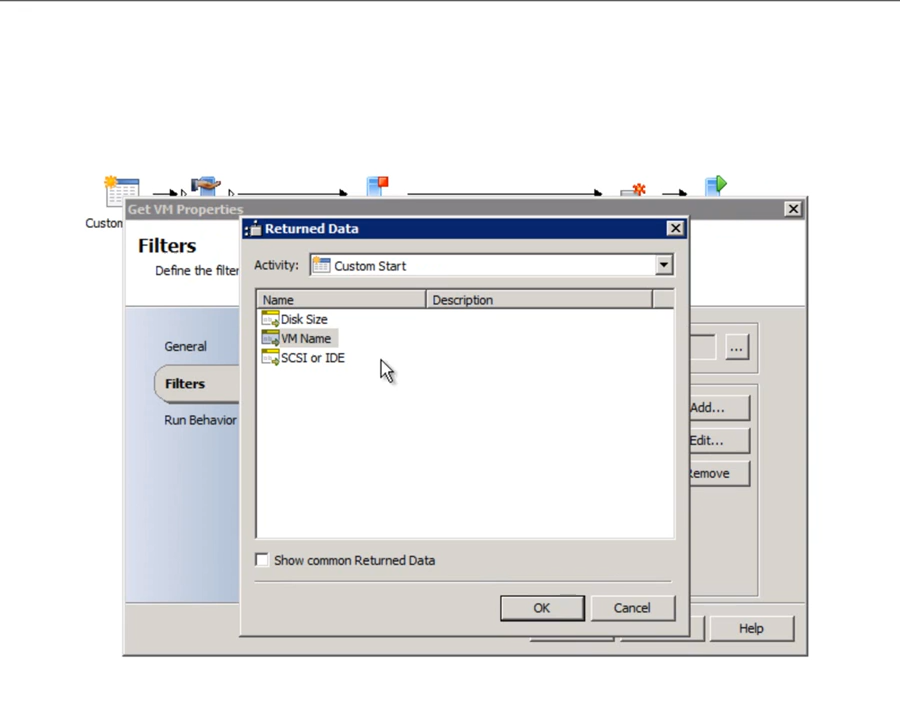 Custom
Get VM Properties
Returned Data
Filters
Define the filter
Activity: Custom Start
Name Description
Disk Size
VM Name
SCSI or IDE
General
Filters
Run Behavior
...
Add...
Edit...
Remove
Show common Returned Data
OK Cancel
Help